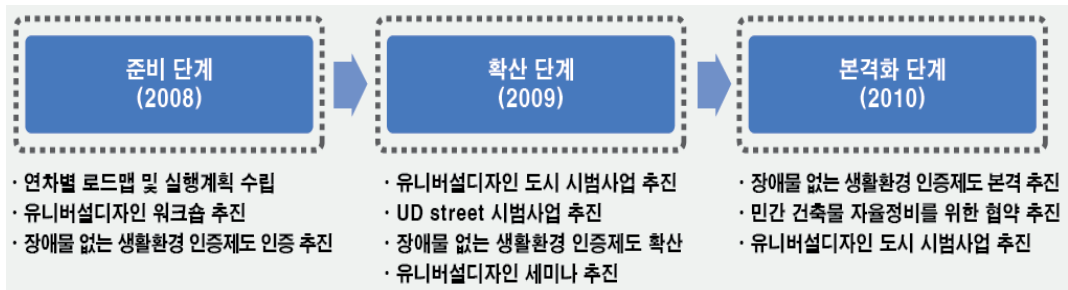 준비 단계
(2008)
· 연차별 로드맵 및 실행계획 수립
· 유니버설디자인 워크숍 추진
· 장애물 없는 생활환경 인증제도 인증 추진
확산 단계
(2009)
· 유니버설디자인 도시 시범사업 추진
· UD street 시범사업 추진
· 장애물 없는 생활환경 인증제도 확산
· 유니버설디자인 세미나 추진
본격화 단계
(2010)
· 장애물 없는 생활환경 인증제도 본격 추진
· 민간 건축물 자율정비를 위한 협약 추진
· 유니버설디자인 도시 시범사업 추진